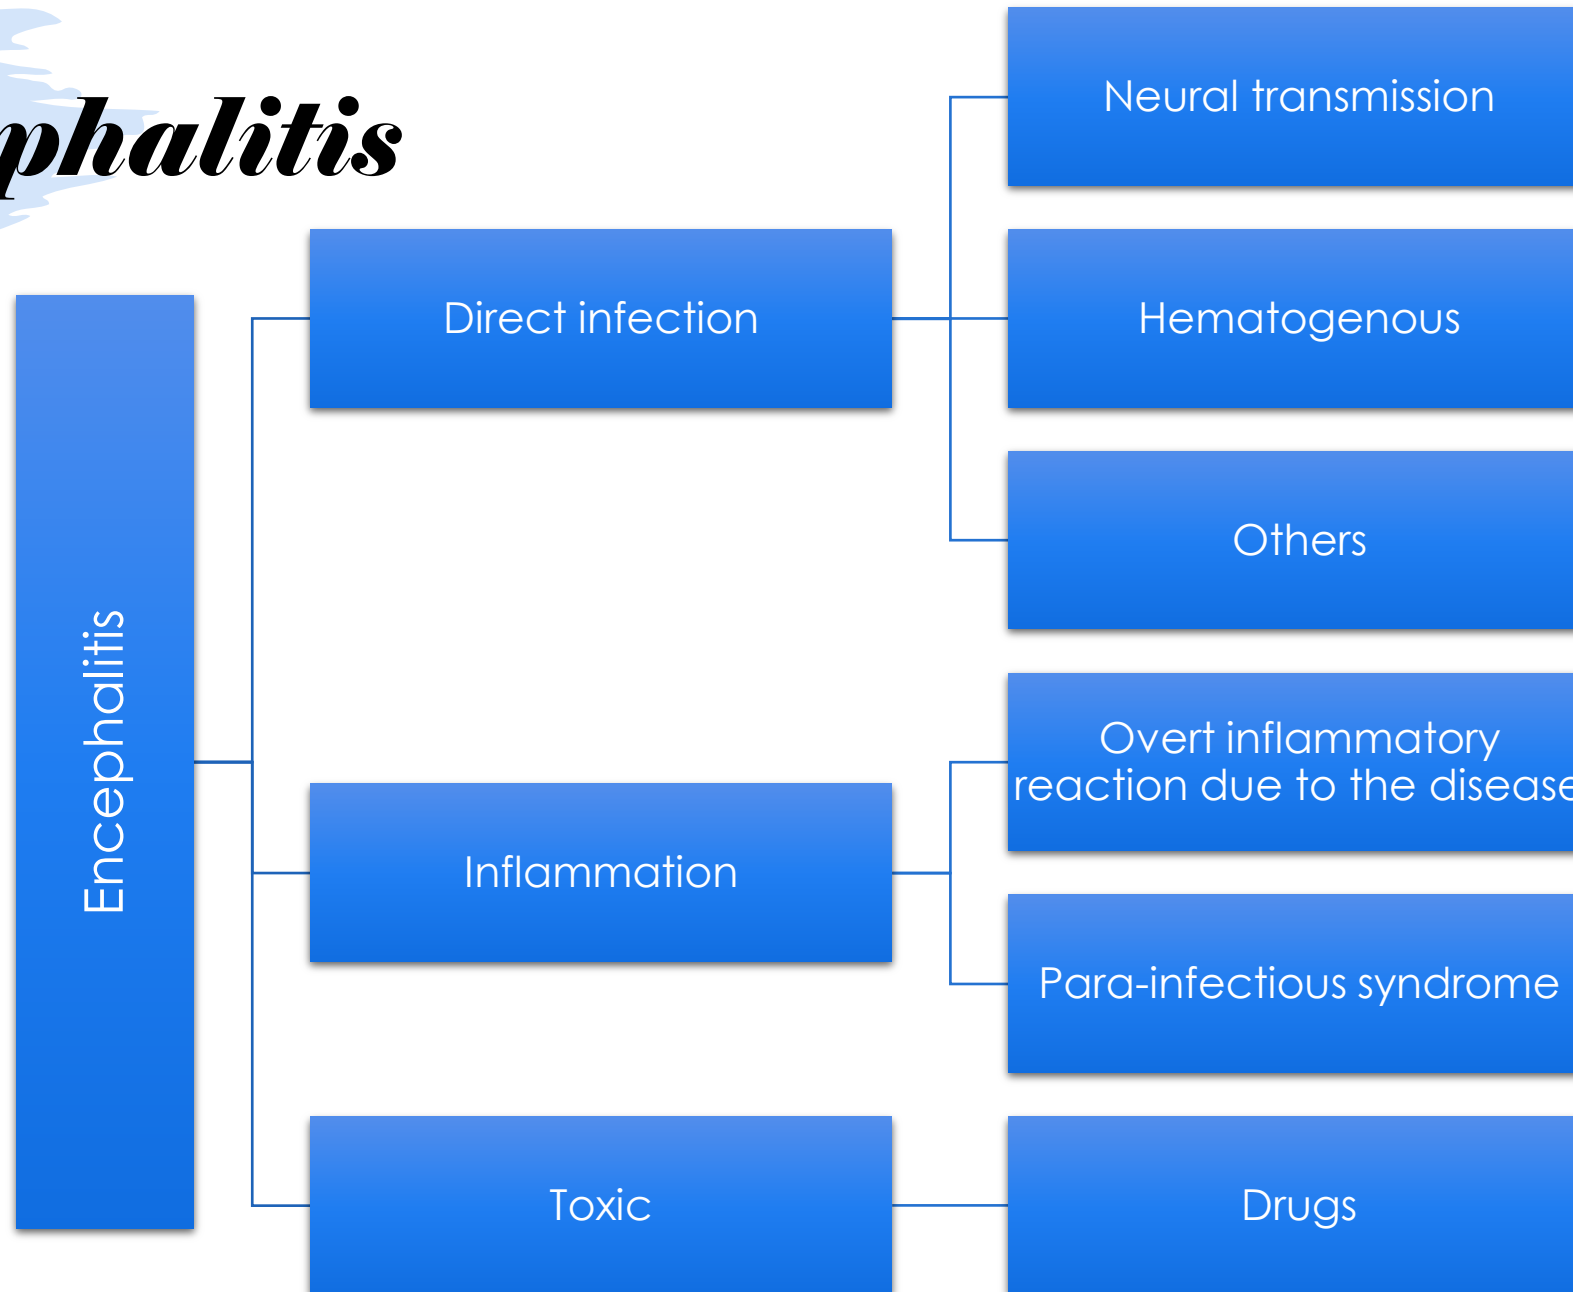 phalitis
Encephalitis
Direct infection
Neural transmission
Hematogenous
Others
Inflammation
Overt inflammatory
reaction due to the disease
Para-infectious syndrome
Toxic
Drugs